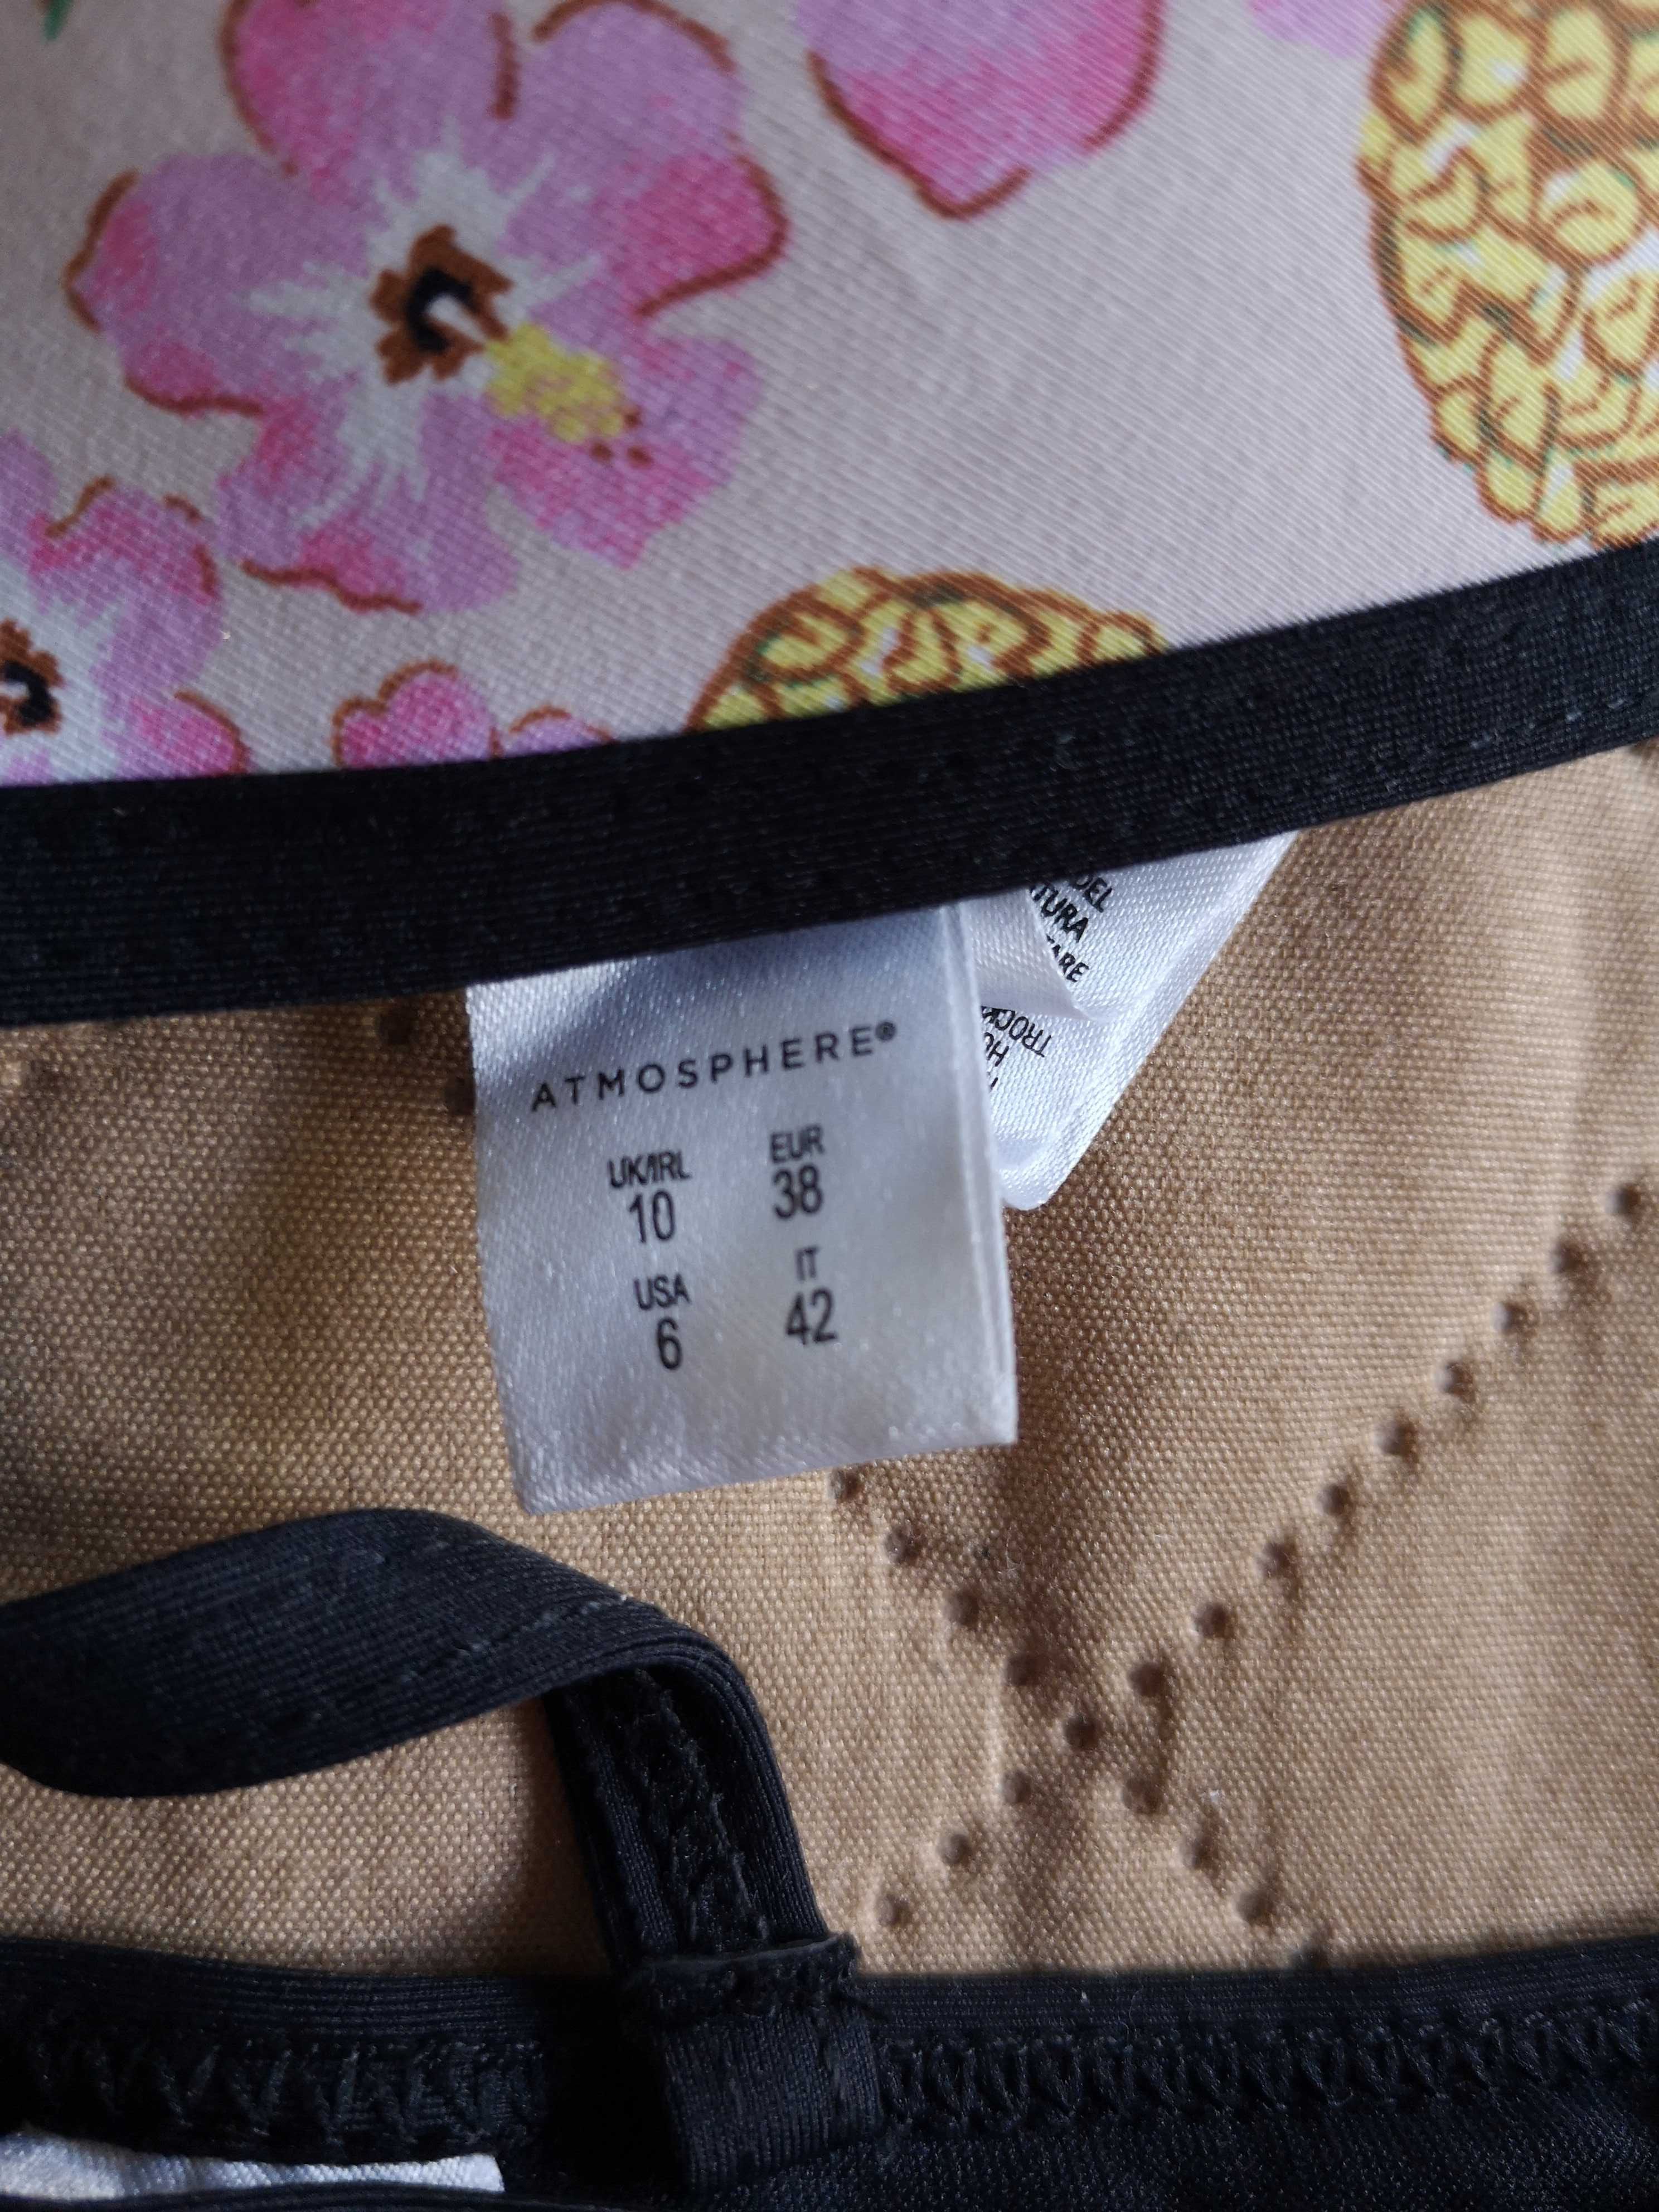 ATMOSPHERE®
UK/IRL EUR
10 38
USA IT
6 42